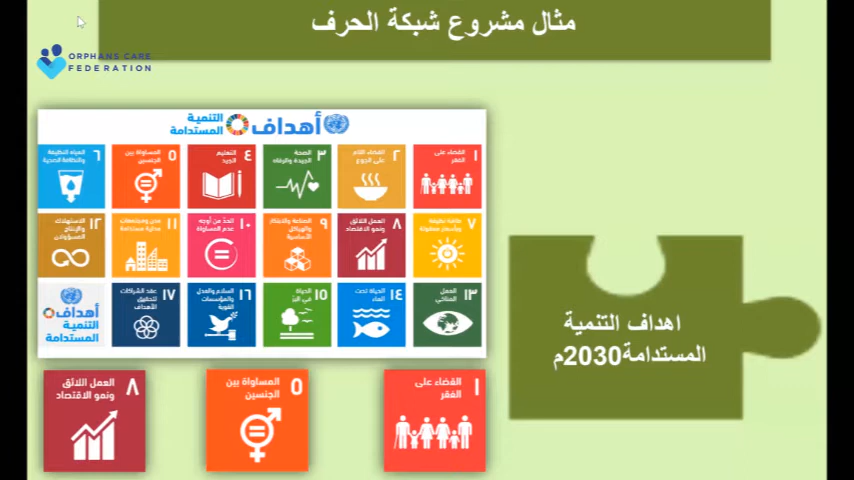 مثال مشروع شبكة الحرف
ORPHANS CARE
FEDERATION
أهداف التنمية
المستدامة
١ القضاء على
الفقر
٢ القضاء التام
على الجوع
٣ الصحة
الجيدة والرفاه
٤ التعليم
الجيد
٥ المساواة بين
الجنسين
٦ المياه النظيفة
والنظافة الصحية
٧ طاقة نظيفة
وبأسعار معقولة
٨ العمل اللائق
ونمو الاقتصاد
٩ الصناعة والابتكار
والهياكل
الأساسية
١٠ الحدّ من أوجه
عدم المساواة
١١ مدن ومجتمعات
محلية مستدامة
١٢ الاستهلاك
والإنتاج
المسؤولان
١٣ العمل
المناخي
١٤ الحياة تحت
الماء
١٥ الحياة
في البرّ
١٦ السلام والعدل
والمؤسسات
القوية
١٧ عقد الشراكات
لتحقيق
الأهداف
أهداف
التنمية
المستدامة
اهداف التنمية
المستدامة2030م
١ القضاء على
الفقر
٥ المساواة بين
الجنسين
٨ العمل اللائق
ونمو الاقتصاد